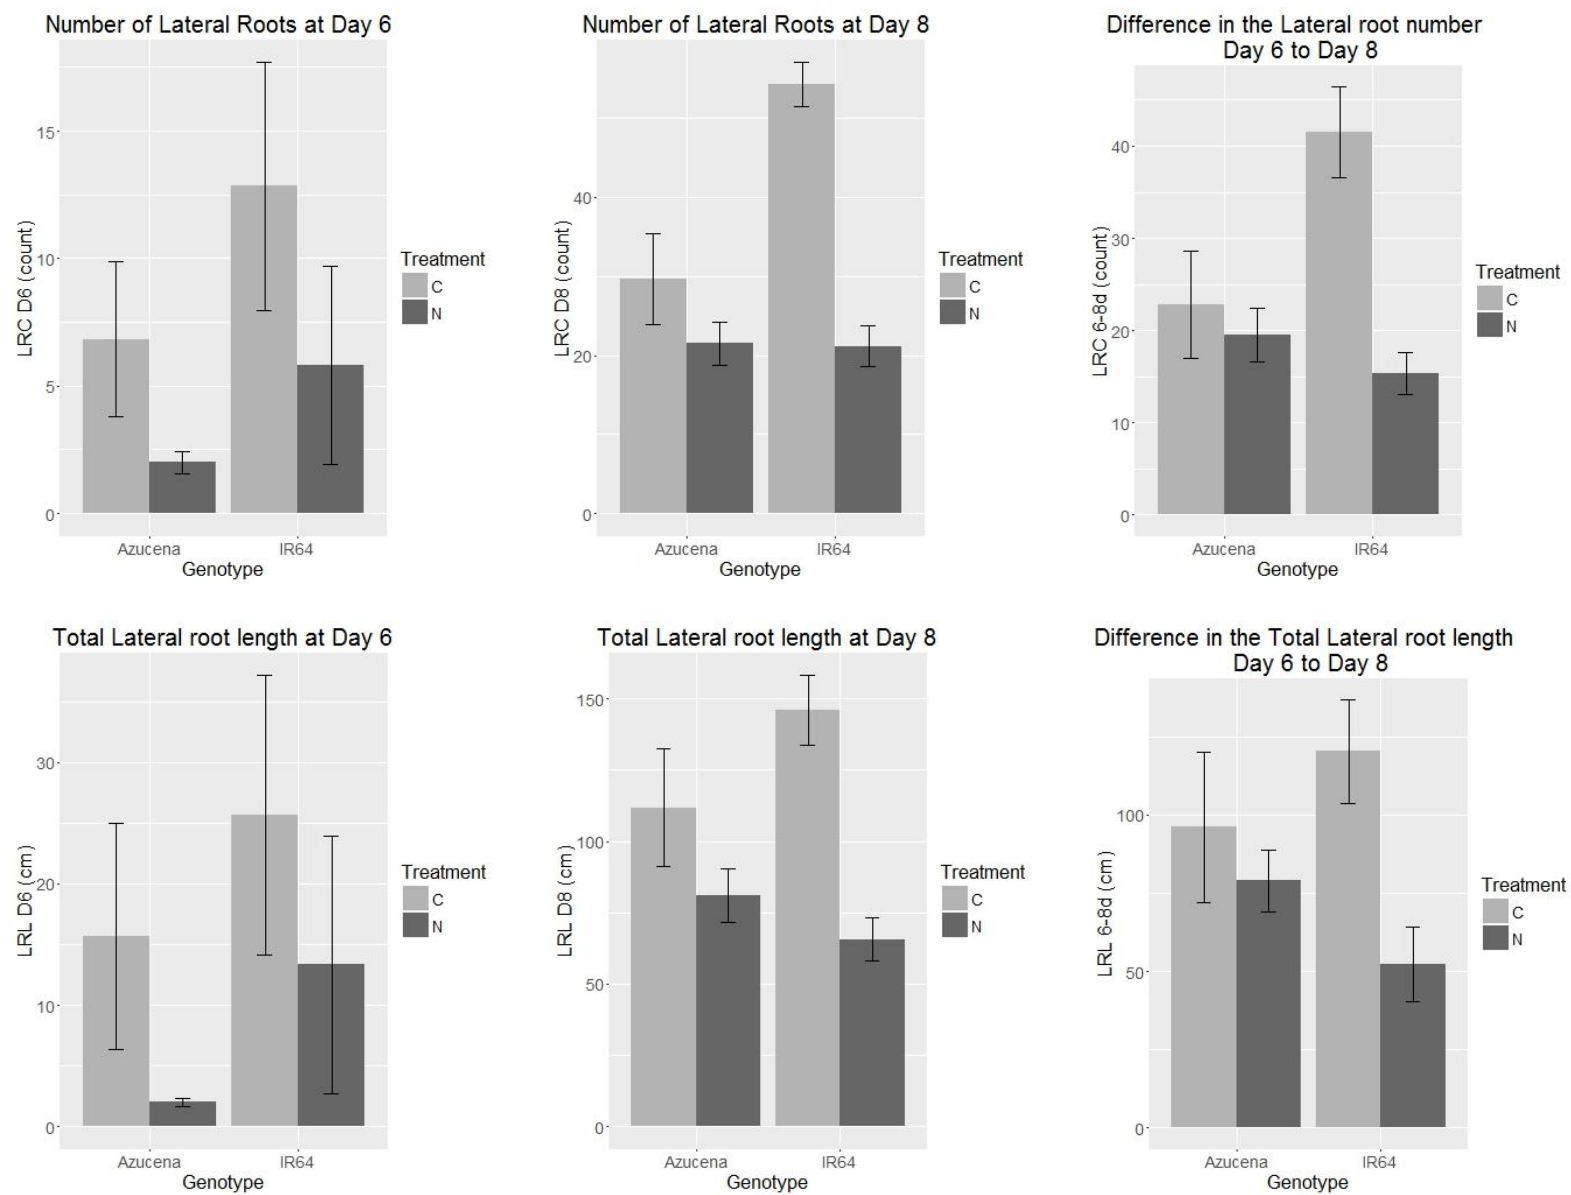 Number of Lateral Roots at Day 6
LRC D6 (count)
15
10
5
0
Azucena
IR64
Genotype
Treatment
C
N
Number of Lateral Roots at Day 8
LRC D8 (count)
40
20
0
Azucena
IR64
Genotype
Treatment
C
N
Difference in the Lateral root number
Day 6 to Day 8
LRC 6-8d (count)
40
30
20
10
0
Azucena
IR64
Genotype
Treatment
C
N
Total Lateral root length at Day 6
LRL D6 (cm)
30
20
10
0
Azucena
IR64
Genotype
Treatment
C
N
Total Lateral root length at Day 8
LRL D8 (cm)
150
100
50
0
Azucena
IR64
Genotype
Treatment
C
N
Difference in the Total Lateral root length
Day 6 to Day 8
LRL 6-8d (cm)
100
50
0
Azucena
IR64
Genotype
Treatment
C
N